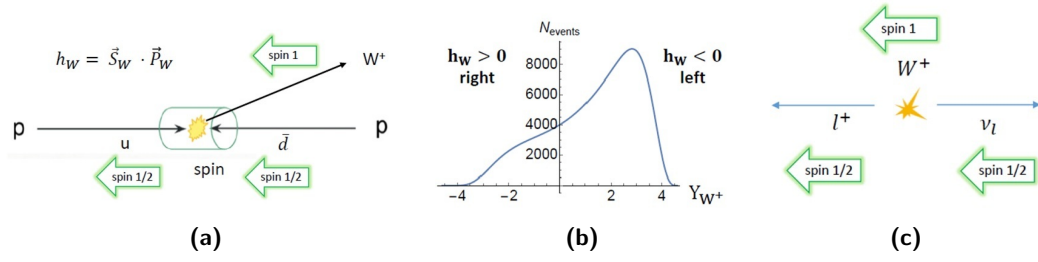 h_W = S⃗_W · P⃗_W
spin 1
W⁺
p
p
u
d̄
spin 1/2
spin
spin 1/2
(a)
N_events
h_W > 0
right
h_W < 0
left
8000
6000
4000
2000
-4
-2
2
4
Y_W⁺
(b)
spin 1
W⁺
l⁺
ν_l
spin 1/2
spin 1/2
(c)